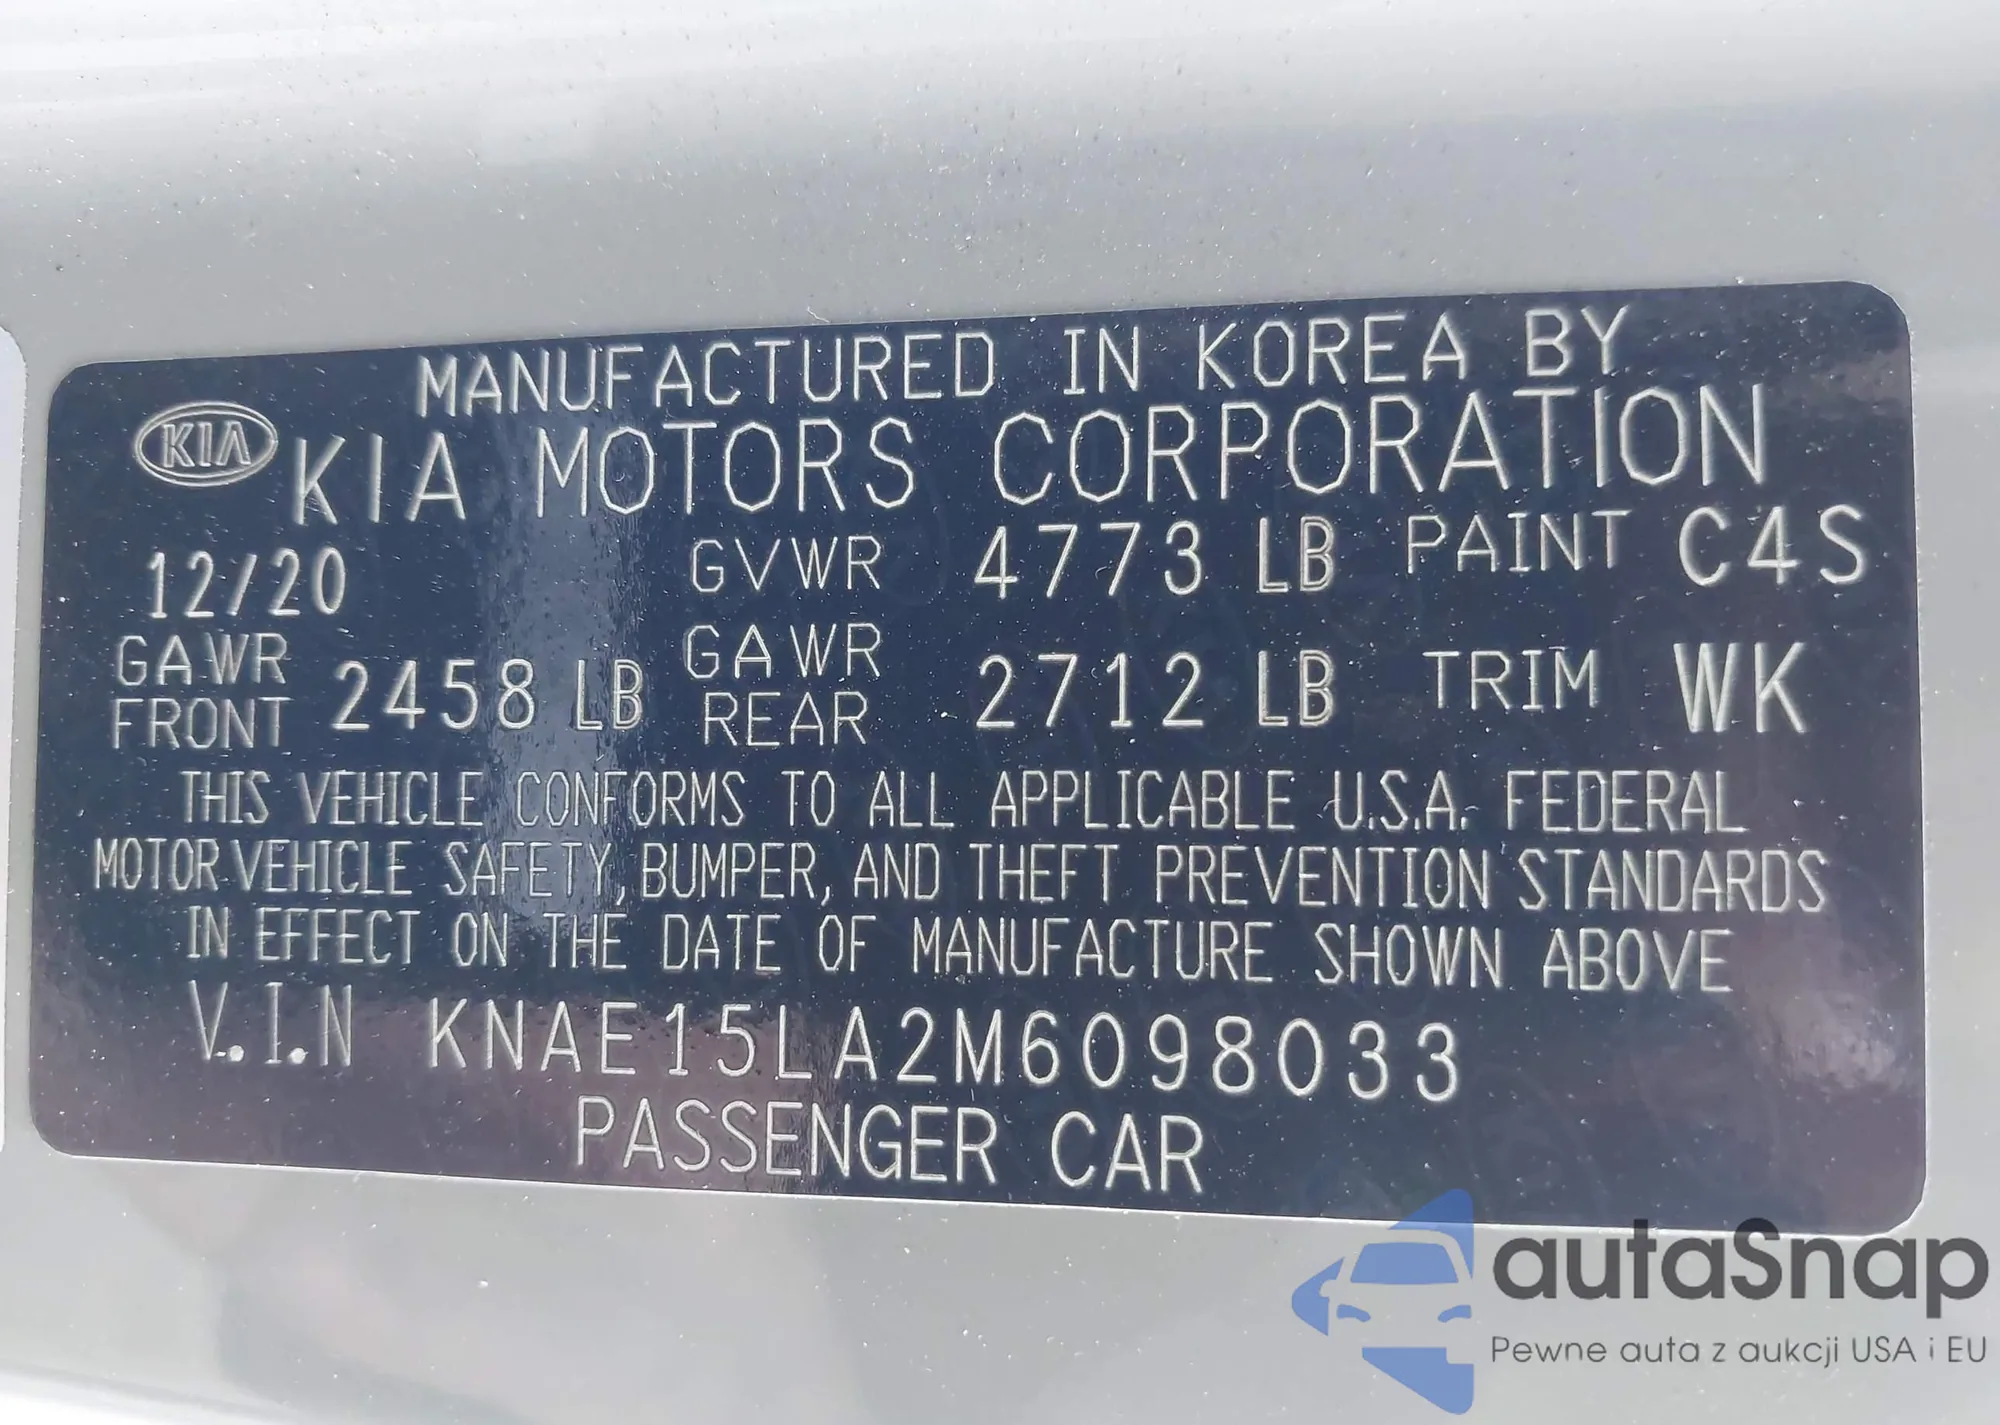 MANUFACTURED IN KOREA BY
KIA KIA MOTORS CORPORATION
12/20 GVWR 4773 LB PAINT C4S
GAWR FRONT 2458 LB GAWR REAR 2712 LB TRIM WK
THIS VEHICLE CONFORMS TO ALL APPLICABLE U.S.A. FEDERAL
MOTOR VEHICLE SAFETY, BUMPER, AND THEFT PREVENTION STANDARDS
IN EFFECT ON THE DATE OF MANUFACTURE SHOWN ABOVE
V.I.N KNAE15LA2M6098033
PASSENGER CAR
autaSnap
Pewne auta z aukcji USA i EU